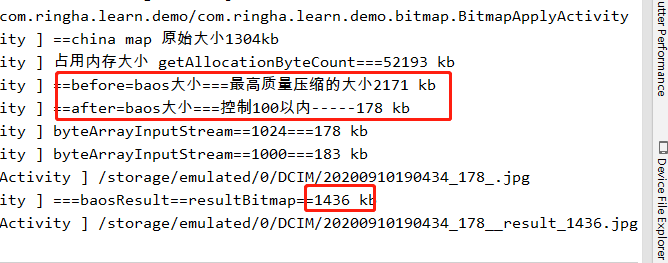 com.ringha.learn.demo/com.ringha.learn.demo.bitmap.BitmapApplyActivity
ity ] ==china map 原始大小1304kb
ity ] 占用内存大小 getAllocationByteCount===52193 kb
ity ] ==before=baos大小===最高质量压缩的大小2171 kb
ity ] ==after=baos大小===控制100以内-----178 kb
ity ] byteArrayInputStream==1024===178 kb
ity ] byteArrayInputStream==1000===183 kb
Activity ] /storage/emulated/0/DCIM/20200910190434_178_.jpg
ity ] ===baosResult==resultBitmap==1436 kb
Activity ] /storage/emulated/0/DCIM/20200910190434_178__result_1436.jpg
utter Performance
Device File Explorer